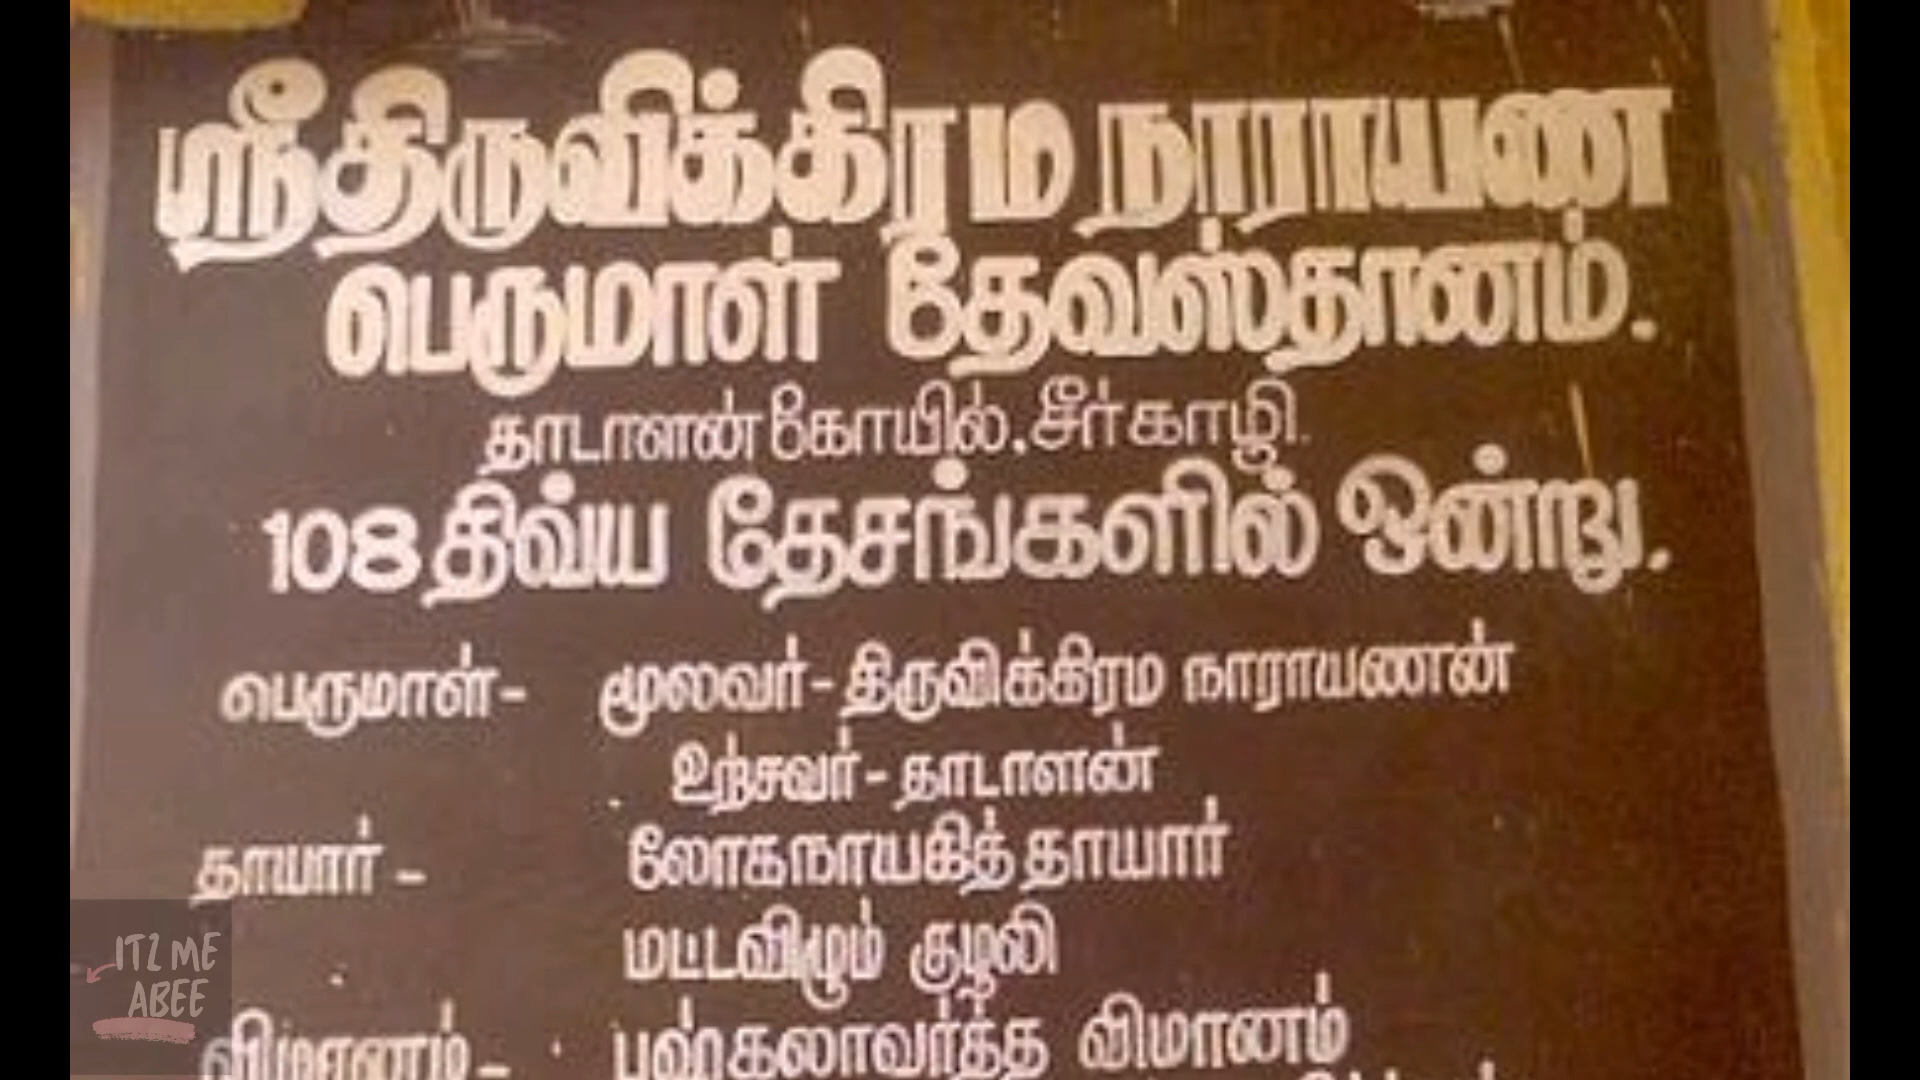 ஸ்ரீதிருவிக்கிரம நாராயண
பெருமாள் தேவஸ்தானம்.
தாடாளன் கோயில், சீர்காழி.
108 திவ்ய தேசங்களில் ஒன்று.
பெருமாள்- மூலவர்- திருவிக்கிரம நாராயணன்
உற்சவர்- தாடாளன்
தாயார் - லோகநாயகித் தாயார்
மட்டவிழும் குழலி
விமானம்- புஷ்கலாவர்த்த விமானம்
ITZ ME
ABEE